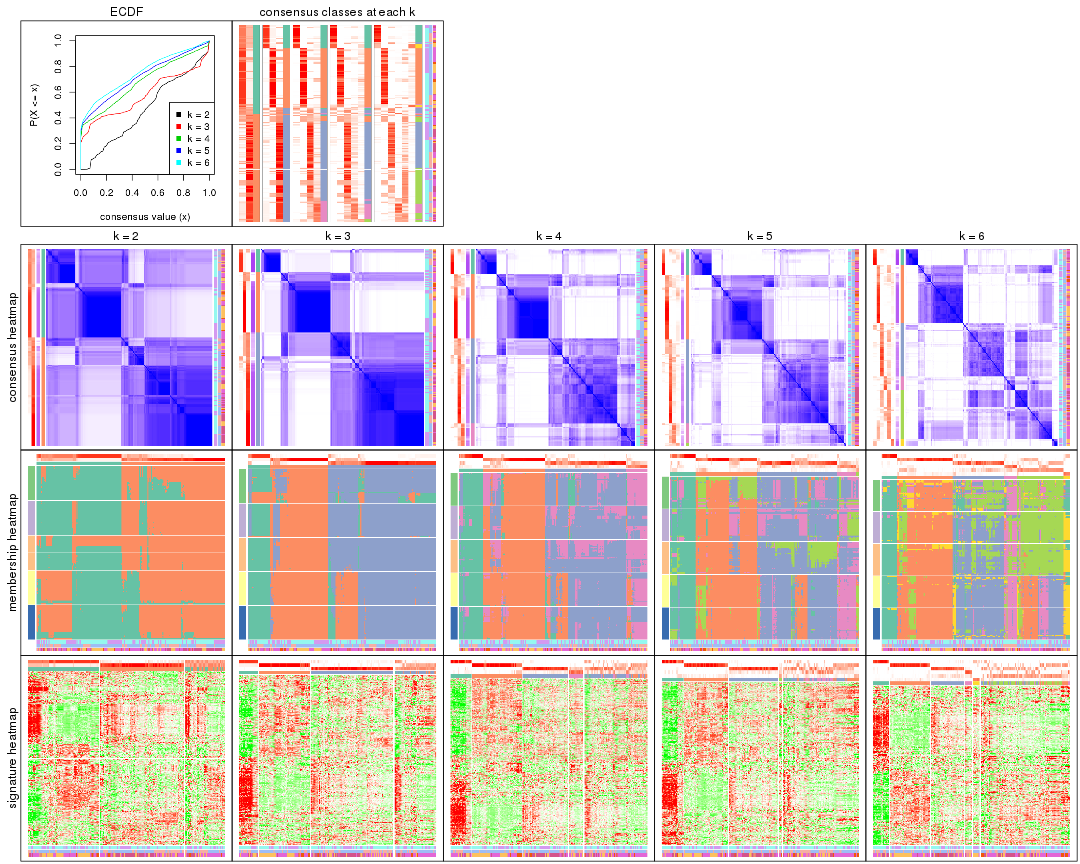 ECDF
consensus classes at each k
P(X <= x)
0.0 0.2 0.4 0.6 0.8 1.0
k = 2
k = 3
k = 4
k = 5
k = 6
0.0 0.2 0.4 0.6 0.8 1.0
consensus value (x)
k = 2 k = 3 k = 4 k = 5 k = 6
consensus heatmap
membership heatmap
signature heatmap